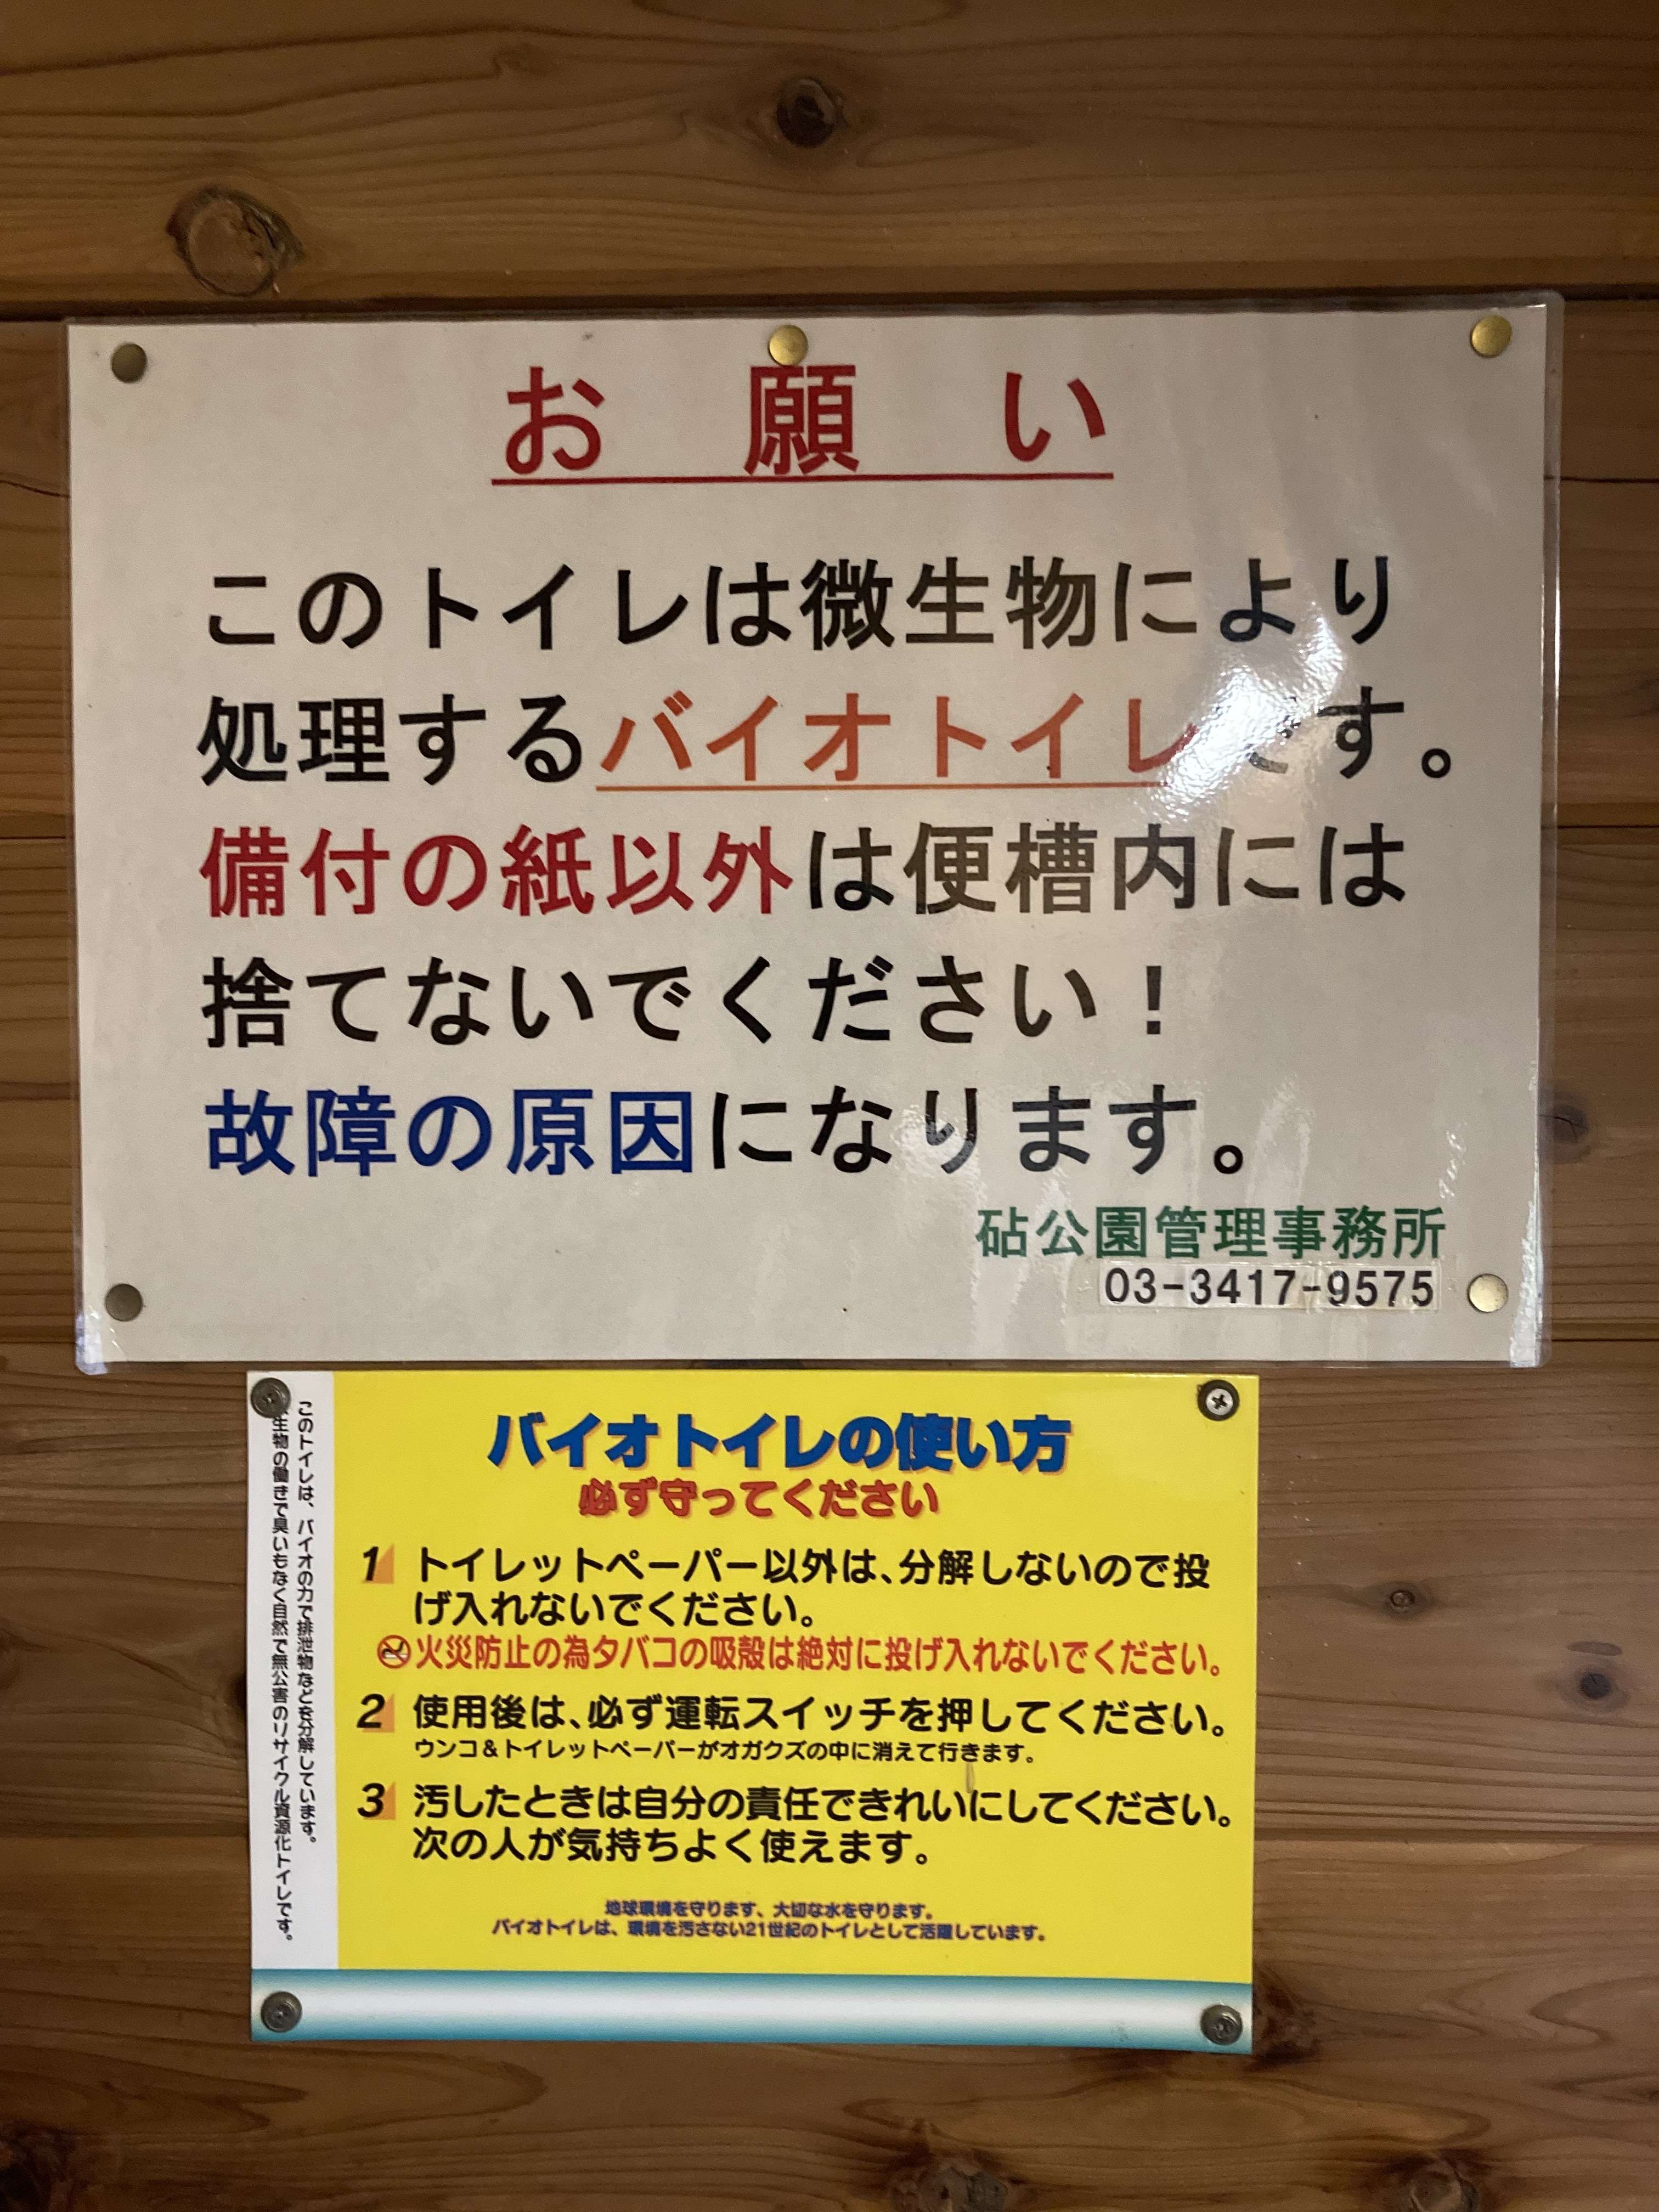 お願い
このトイレは微生物により
処理するバイオトイレです。
備付の紙以外は便槽内には
捨てないでください！
故障の原因になります。
砧公園管理事務所
03-3417-9575
このトイレは、バイオの力で排泄物などを分解しています。
生物の働きで臭いもなく自然で無公害のリサイクル資源化トイレです。
バイオトイレの使い方
必ず守ってください
1 トイレットペーパー以外は、分解しないので投
げ入れないでください。
火災防止の為タバコの吸殻は絶対に投げ入れないでください。
2 使用後は、必ず運転スイッチを押してください。
ウンコ＆トイレットペーパーがオガクズの中に消えて行きます。
3 汚したときは自分の責任できれいにしてください。
次の人が気持ちよく使えます。
地球環境を守ります、大切な水を守ります。
バイオトイレは、環境を汚さない21世紀のトイレとして活躍しています。